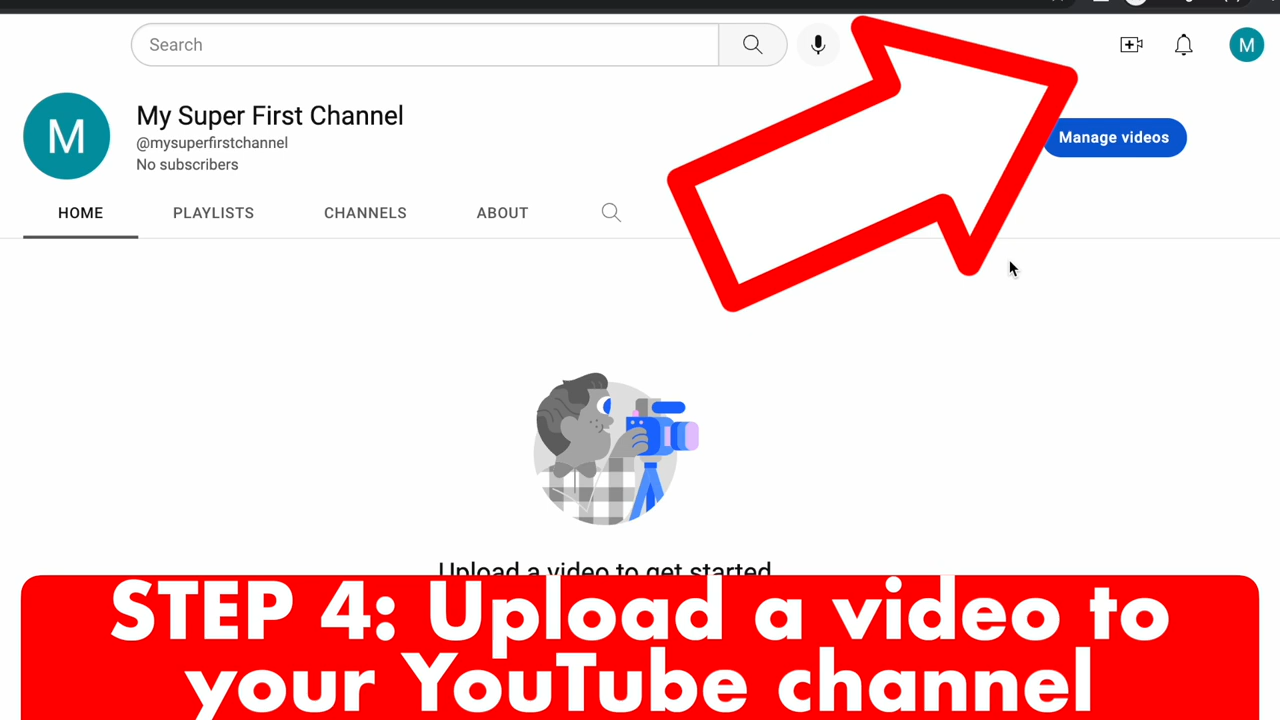 Search
M
My Super First Channel
@mysuperfirstchannel
No subscribers
M
Manage videos
HOME PLAYLISTS CHANNELS ABOUT
Upload a video to get started
STEP 4: Upload a video to
your YouTube channel